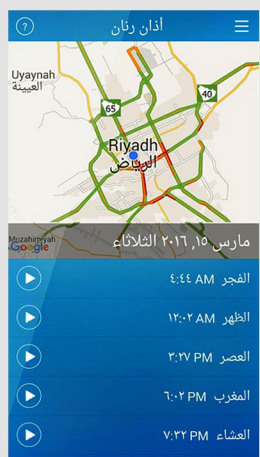 أذان رنان
?
Uyaynah
العيينة
65
40
Riyadh
الرياض
Muzahimiyah
Google
مارس ١٥, ٢٠١٦ الثلاثاء
الفجر ٤:٤٤ AM
الظهر ١٢:٠٢ AM
العصر ٣:٢٧ PM
المغرب ٦:٠٢ PM
العشاء ٧:٣٢ PM